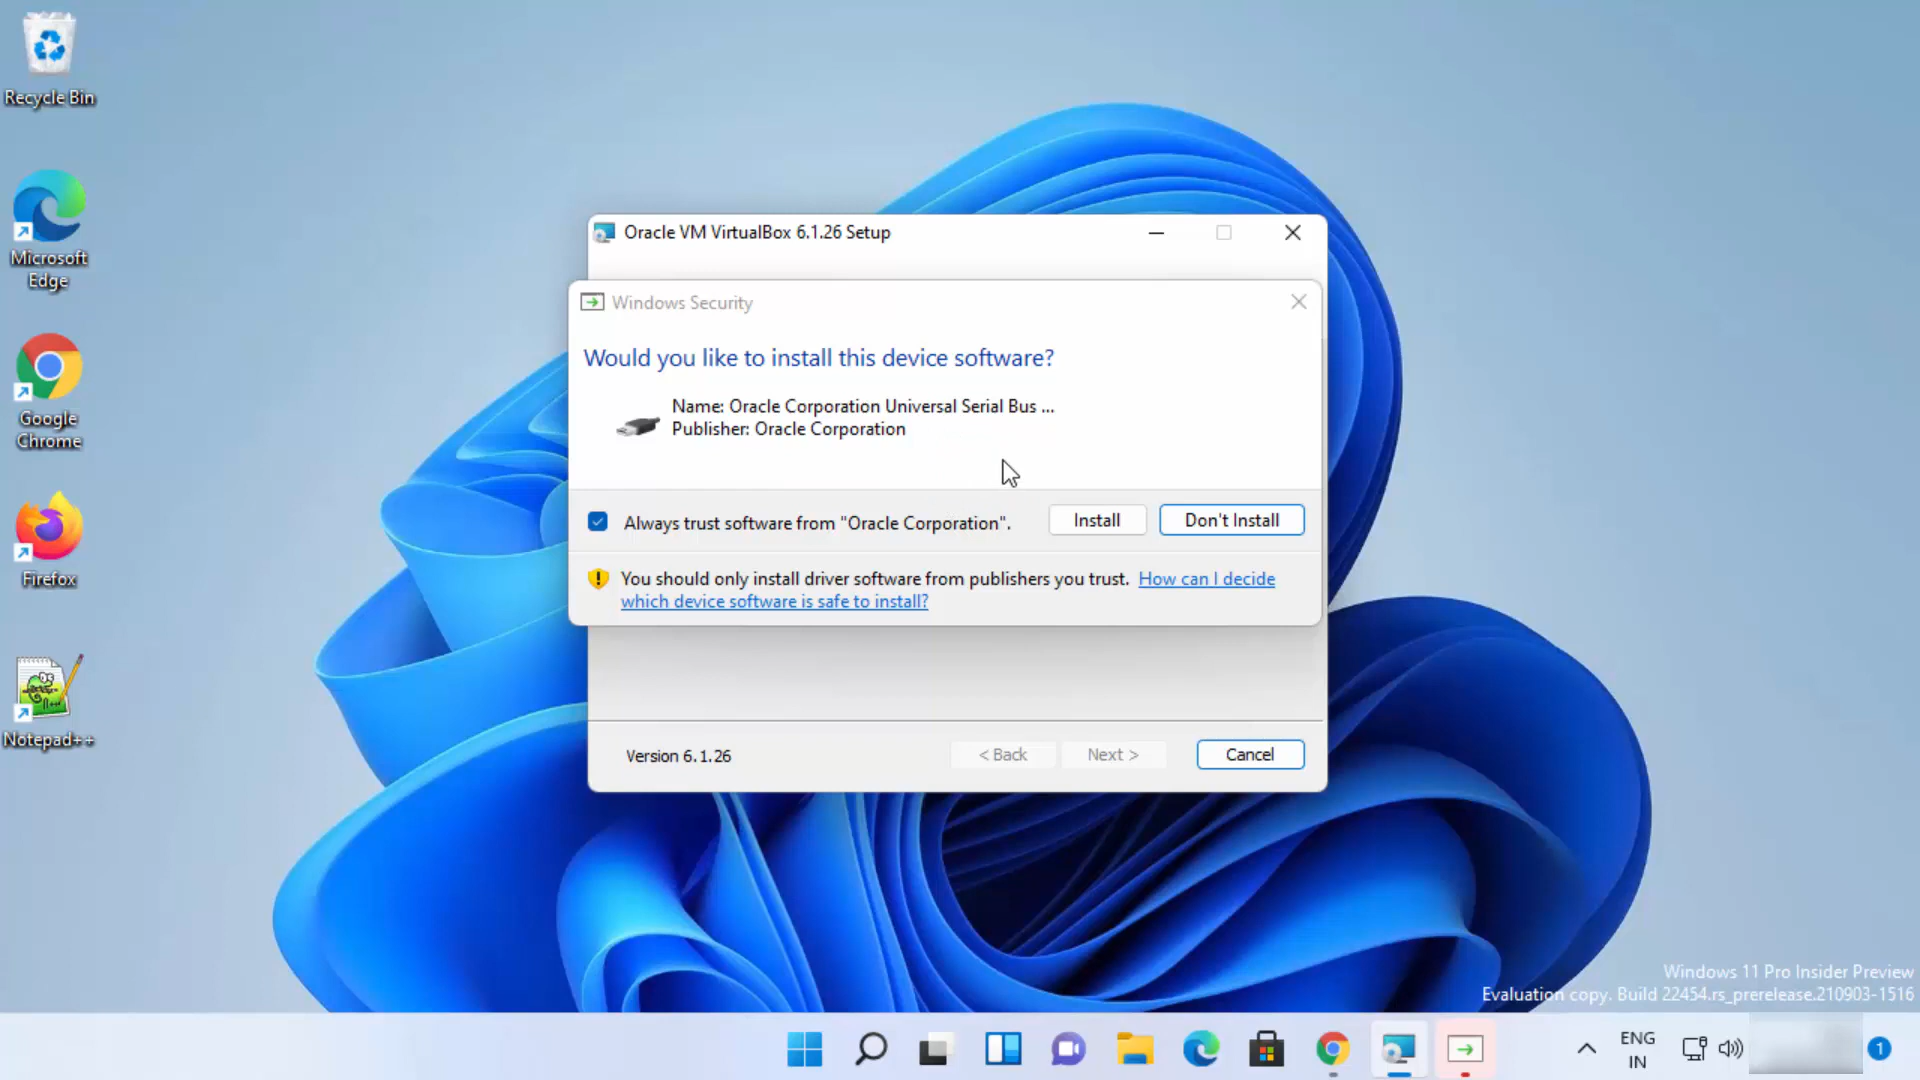 Recycle Bin
Microsoft
Edge
Google
Chrome
Firefox
Notepad++
Oracle VM VirtualBox 6.1.26 Setup
Windows Security
Would you like to install this device software?
Name: Oracle Corporation Universal Serial Bus ...
Publisher: Oracle Corporation
Always trust software from "Oracle Corporation".
Install
Don't Install
You should only install driver software from publishers you trust. How can I decide
which device software is safe to install?
Version 6.1.26
< Back
Next >
Cancel
Windows 11 Pro Insider Preview
Evaluation copy. Build 22454.rs_prerelease.210903-1516
ENG
IN
1